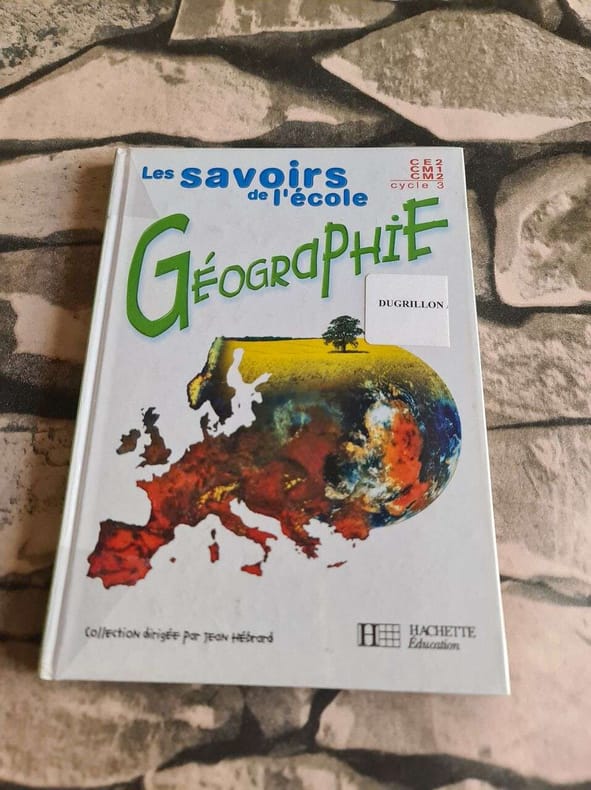 Les savoirs
de l'école
CE2
CM1
CM2
cycle 3
GÉOGRAPHIE
DUGRILLON
Collection dirigée par Jean Hébrard
H
HACHETTE
Éducation